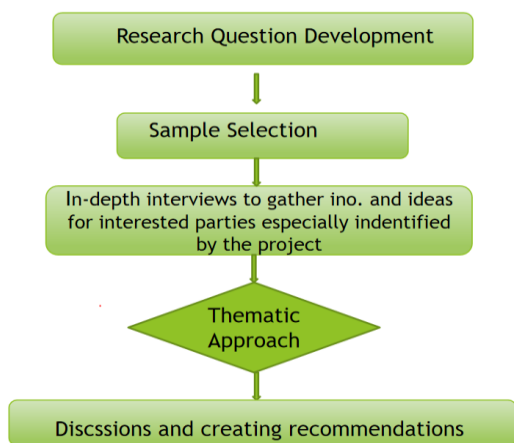 Research Question Development
Sample Selection
In-depth interviews to gather ino. and ideas
for interested parties especially indentified
by the project
Thematic
Approach
Discssions and creating recommendations